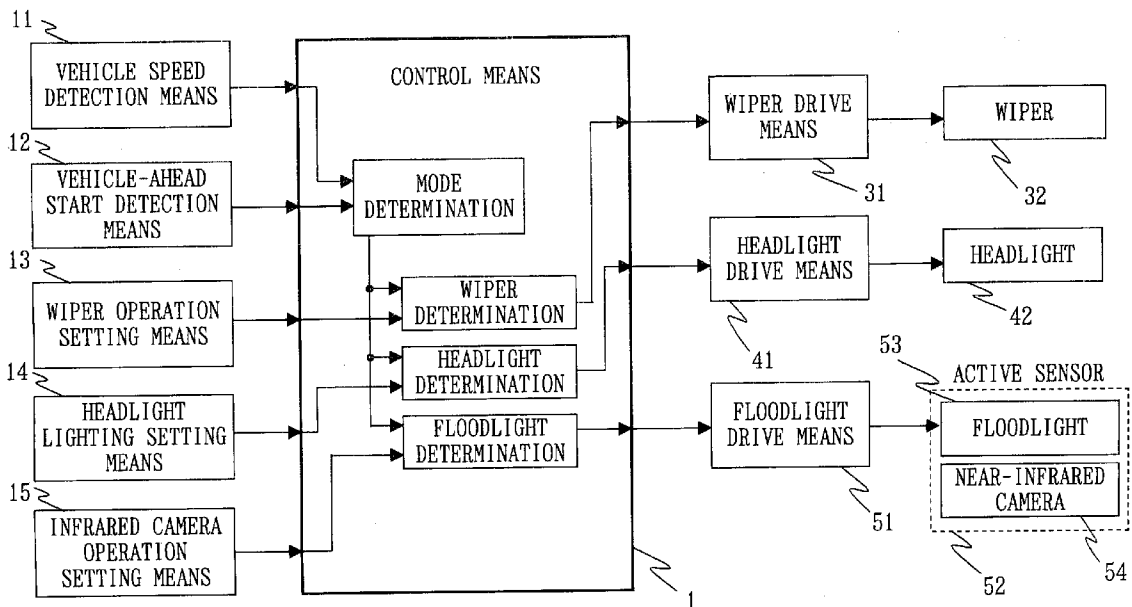 11
VEHICLE SPEED
DETECTION MEANS
12
VEHICLE-AHEAD
START DETECTION
MEANS
13
WIPER OPERATION
SETTING MEANS
14
HEADLIGHT
LIGHTING SETTING
MEANS
15
INFRARED CAMERA
OPERATION
SETTING MEANS
CONTROL MEANS
MODE
DETERMINATION
WIPER
DETERMINATION
HEADLIGHT
DETERMINATION
FLOODLIGHT
DETERMINATION
1
WIPER DRIVE
MEANS
31
WIPER
32
HEADLIGHT
DRIVE MEANS
41
HEADLIGHT
42
FLOODLIGHT
DRIVE MEANS
51
53
ACTIVE SENSOR
FLOODLIGHT
NEAR-INFRARED
CAMERA
52
54